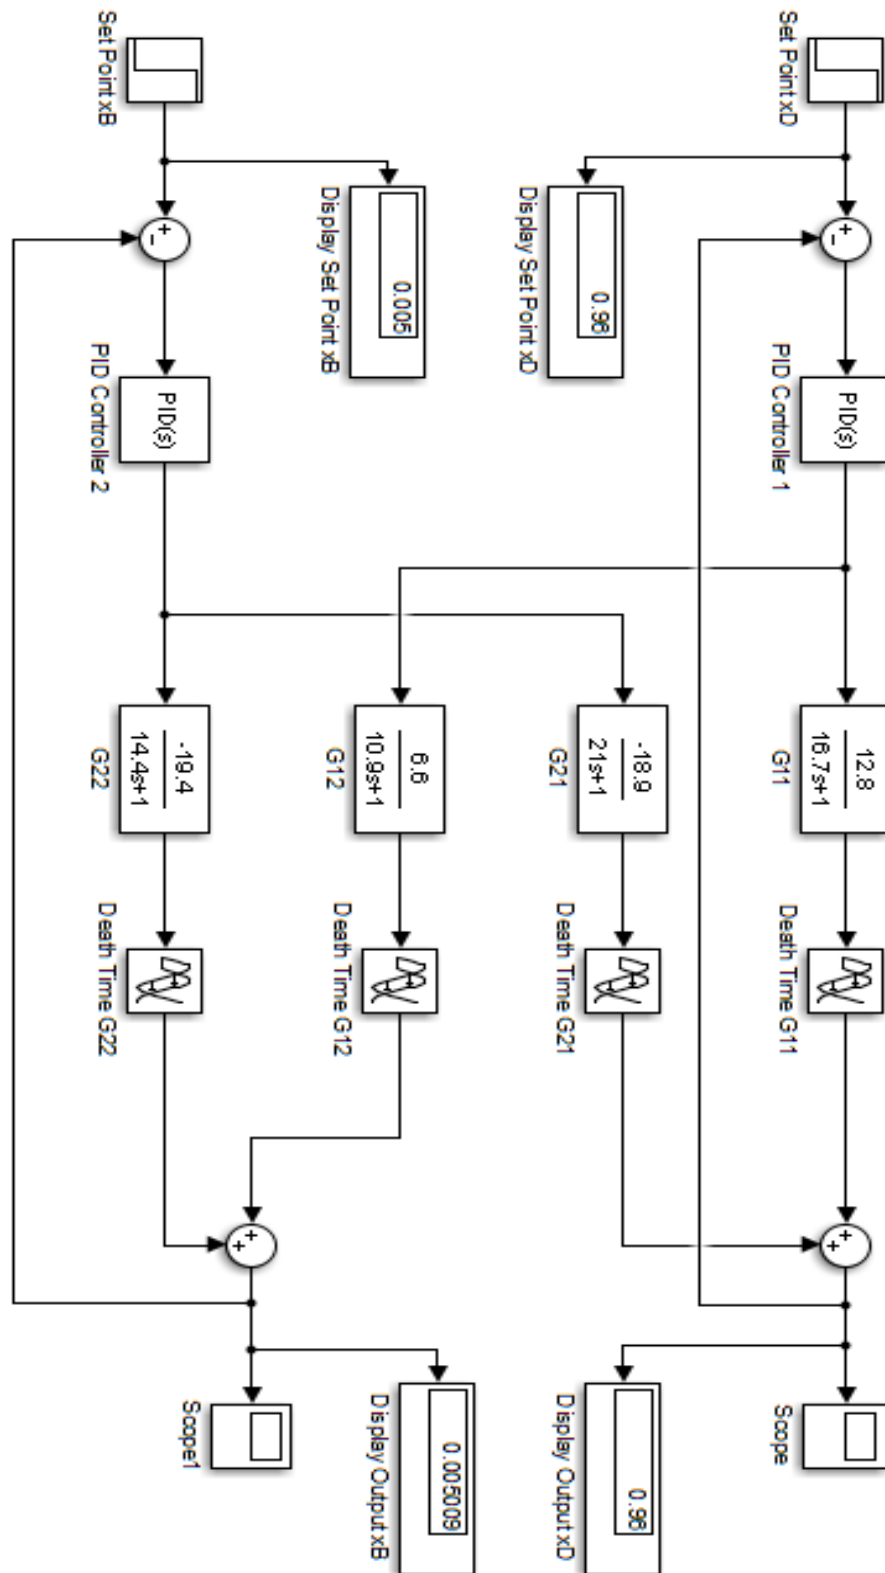 Set Point xD
+
-
PID(s)
PID Controller 1
12.8
16.7s+1
G11
Death Time G11
+
+
Scope
0.96
Display Set Point xD
-18.9
21s+1
G21
Death Time G21
0.96
Display Output xD
0.005
Display Set Point xB
6.6
10.9s+1
G12
Death Time G12
0.005009
Display Output xB
+
+
Scope1
Set Point xB
+
-
PID(s)
PID Controller 2
-19.4
14.4s+1
G22
Death Time G22